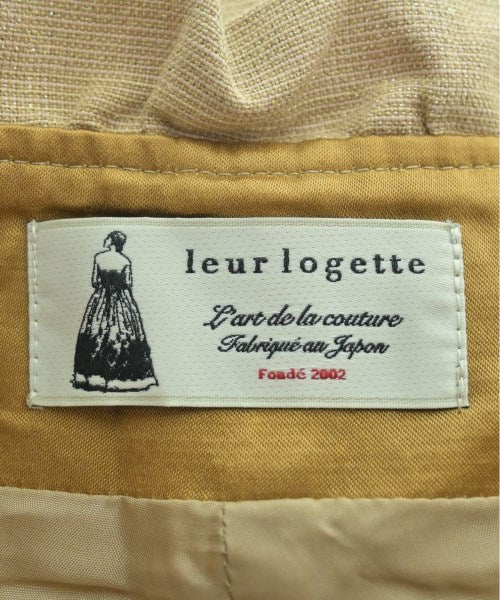 leur logette
L'art de la couture
Fabriqué au Japon
Fondé 2002